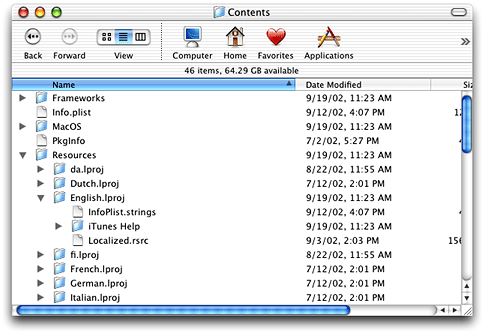 Contents
Back Forward View Computer Home Favorites Applications
46 items, 64.29 GB available
Name Date Modified
Frameworks 9/19/02, 11:23 AM
Info.plist 9/12/02, 4:07 PM
MacOS 9/19/02, 11:23 AM
PkgInfo 7/2/02, 5:27 PM
Resources 9/19/02, 11:23 AM
da.lproj 8/22/02, 11:55 AM
Dutch.lproj 7/12/02, 2:01 PM
English.lproj 9/19/02, 11:23 AM
InfoPlist.strings 9/12/02, 4:07 PM
iTunes Help 9/19/02, 11:23 AM
Localized.rsrc 9/3/02, 2:03 PM 156
fi.lproj 8/22/02, 11:55 AM
French.lproj 7/12/02, 2:01 PM
German.lproj 7/12/02, 2:01 PM
Italian.lproj 7/12/02, 2:01 PM